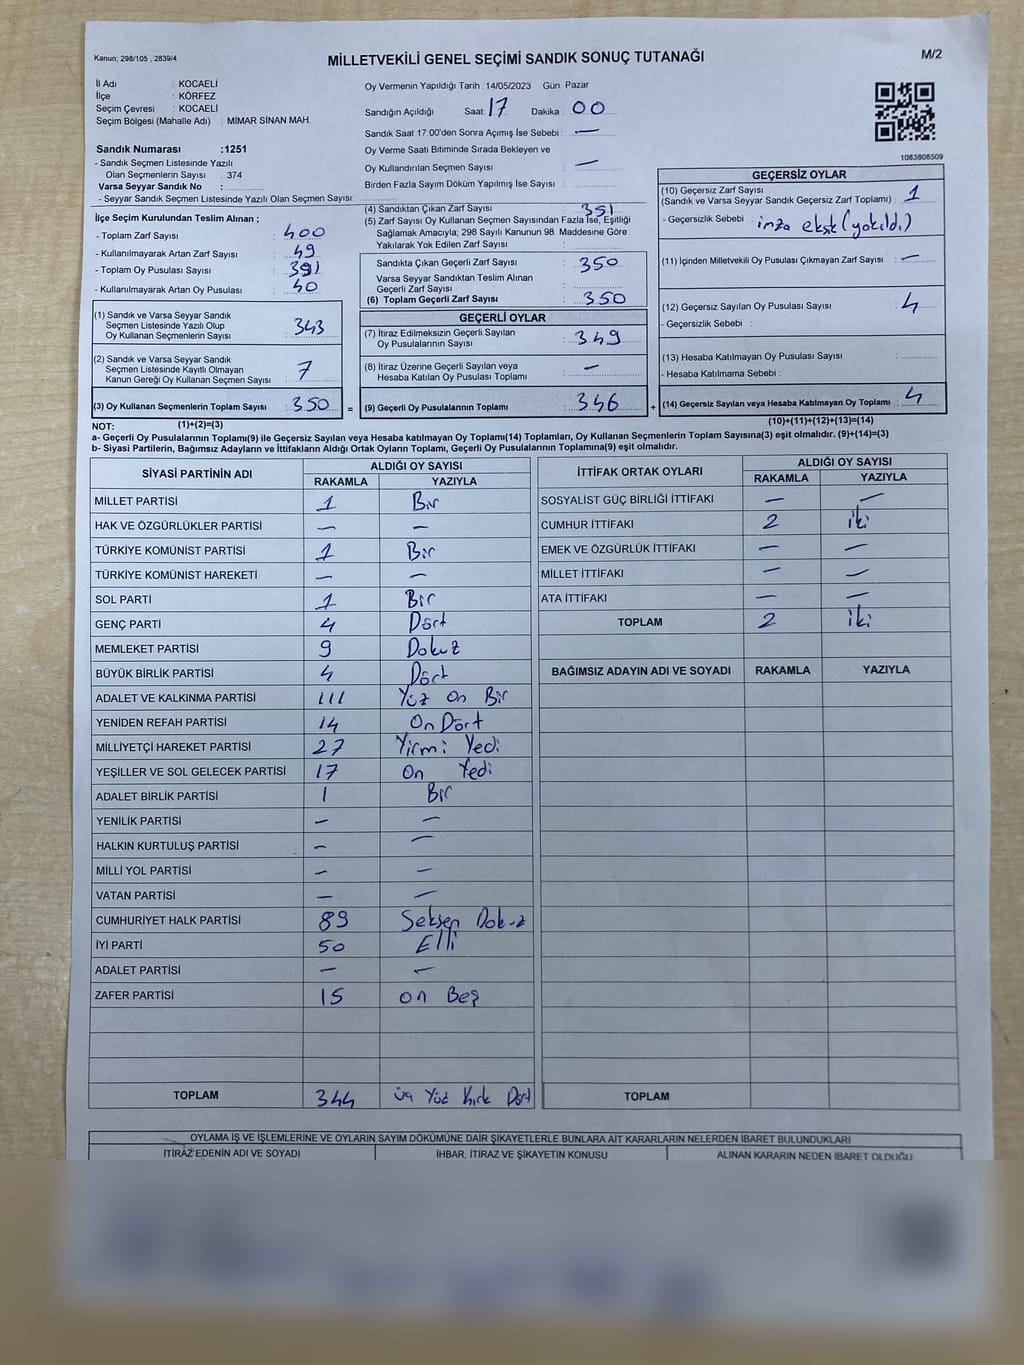 Kanun; 298/105 , 2839/4
MİLLETVEKİLİ GENEL SEÇİMİ SANDIK SONUÇ TUTANAĞI
M/2
İl Adı : KOCAELİ
İlçe : KÖRFEZ
Seçim Çevresi : KOCAELİ
Seçim Bölgesi (Mahalle Adı) : MİMAR SİNAN MAH.
Sandık Numarası :1251
- Sandık Seçmen Listesinde Yazılı
Olan Seçmenlerin Sayısı : 374
Varsa Seyyar Sandık No :
- Seyyar Sandık Seçmen Listesinde Yazılı Olan Seçmen Sayısı:
Oy Vermenin Yapıldığı Tarih : 14/05/2023 Gün: Pazar
Sandığın Açıldığı Saat: 17 Dakika : 00
Sandık Saat 17:00'den Sonra Açımış İse Sebebi : —
Oy Verme Saati Bitiminde Sırada Bekleyen ve
Oy Kullandırılan Seçmen Sayısı : —
Birden Fazla Sayım Döküm Yapılmış İse Sayısı :
1083808509
İlçe Seçim Kurulundan Teslim Alınan ;
- Toplam Zarf Sayısı : 400
- Kullanılmayarak Artan Zarf Sayısı : 49
- Toplam Oy Pusulası Sayısı : 391
- Kullanılmayarak Artan Oy Pusulası : 40
(1) Sandık ve Varsa Seyyar Sandık
Seçmen Listesinde Yazılı Olup
Oy Kullanan Seçmenlerin Sayısı : 343
(2) Sandık ve Varsa Seyyar Sandık
Seçmen Listesinde Kayıtlı Olmayan
Kanun Gereği Oy Kullanan Seçmen Sayısı : 7
(3) Oy Kullanan Seçmenlerin Toplam Sayısı : 350 =
(4) Sandıktan Çıkan Zarf Sayısı : 351
(5) Zarf Sayısı Oy Kullanan Seçmen Sayısından Fazla İse, Eşitliği
Sağlamak Amacıyla; 298 Sayılı Kanunun 98. Maddesine Göre
Yakılarak Yok Edilen Zarf Sayısı :
Sandıkta Çıkan Geçerli Zarf Sayısı : 350
Varsa Seyyar Sandıktan Teslim Alınan
Geçerli Zarf Sayısı :
(6) Toplam Geçerli Zarf Sayısı : 350
GEÇERLİ OYLAR
(7) İtiraz Edilmeksizin Geçerli Sayılan
Oy Pusulalarının Sayısı : 349
(8) İtiraz Üzerine Geçerli Sayılan veya
Hesaba Katılan Oy Pusulası Toplamı : —
(9) Geçerli Oy Pusulalarının Toplamı : 346 +
GEÇERSİZ OYLAR
(10) Geçersiz Zarf Sayısı
(Sandık ve Varsa Seyyar Sandık Geçersiz Zarf Toplamı) : 1
- Geçersizlik Sebebi : imza eksik (yakıldı)
(11) İçinden Milletvekili Oy Pusulası Çıkmayan Zarf Sayısı : —
(12) Geçersiz Sayılan Oy Pusulası Sayısı : 4
- Geçersizlik Sebebi :
(13) Hesaba Katılmayan Oy Pusulası Sayısı :
- Hesaba Katılmama Sebebi :
(14) Geçersiz Sayılan veya Hesaba Katılmayan Oy Toplamı : 4
NOT: (1)+(2)=(3) (10)+(11)+(12)+(13)=(14)
a- Geçerli Oy Pusulalarının Toplamı(9) ile Geçersiz Sayılan veya Hesaba katılmayan Oy Toplamı(14) Toplamları, Oy Kullanan Seçmenlerin Toplam Sayısına(3) eşit olmalıdır. (9)+(14)=(3)
b- Siyasi Partilerin, Bağımsız Adayların ve İttifakların Aldığı Ortak Oyların Toplamı, Geçerli Oy Pusulalarının Toplamına(9) eşit olmalıdır.
SİYASİ PARTİNİN ADI ALDIĞI OY SAYISI
RAKAMLA YAZIYLA
MİLLET PARTİSİ 1 Bir
HAK VE ÖZGÜRLÜKLER PARTİSİ — —
TÜRKİYE KOMÜNİST PARTİSİ 1 Bir
TÜRKİYE KOMÜNİST HAREKETİ — —
SOL PARTİ 1 Bir
GENÇ PARTİ 4 Dört
MEMLEKET PARTİSİ 9 Dokuz
BÜYÜK BİRLİK PARTİSİ 4 Dört
ADALET VE KALKINMA PARTİSİ 111 Yüz On Bir
YENİDEN REFAH PARTİSİ 14 On Dört
MİLLİYETÇİ HAREKET PARTİSİ 27 Yirmi Yedi
YEŞİLLER VE SOL GELECEK PARTİSİ 17 On Yedi
ADALET BİRLİK PARTİSİ 1 Bir
YENİLİK PARTİSİ — —
HALKIN KURTULUŞ PARTİSİ — —
MİLLİ YOL PARTİSİ — —
VATAN PARTİSİ — —
CUMHURİYET HALK PARTİSİ 89 Seksen Dokuz
İYİ PARTİ 50 Elli
ADALET PARTİSİ — —
ZAFER PARTİSİ 15 on Beş
TOPLAM 344 üç Yüz Kırk Dört
İTTİFAK ORTAK OYLARI ALDIĞI OY SAYISI
RAKAMLA YAZIYLA
SOSYALİST GÜÇ BİRLİĞİ İTTİFAKI — —
CUMHUR İTTİFAKI 2 iki
EMEK VE ÖZGÜRLÜK İTTİFAKI — —
MİLLET İTTİFAKI — —
ATA İTTİFAKI — —
TOPLAM 2 iki
BAĞIMSIZ ADAYIN ADI VE SOYADI RAKAMLA YAZIYLA
TOPLAM
OYLAMA İŞ VE İŞLEMLERİNE VE OYLARIN SAYIM DÖKÜMÜNE DAİR ŞİKAYETLERLE BUNLARA AİT KARARLARIN NELERDEN İBARET BULUNDUKLARI
İTİRAZ EDENİN ADI VE SOYADI İHBAR, İTİRAZ VE ŞİKAYETİN KONUSU ALINAN KARARIN NEDEN İBARET OLDUĞU